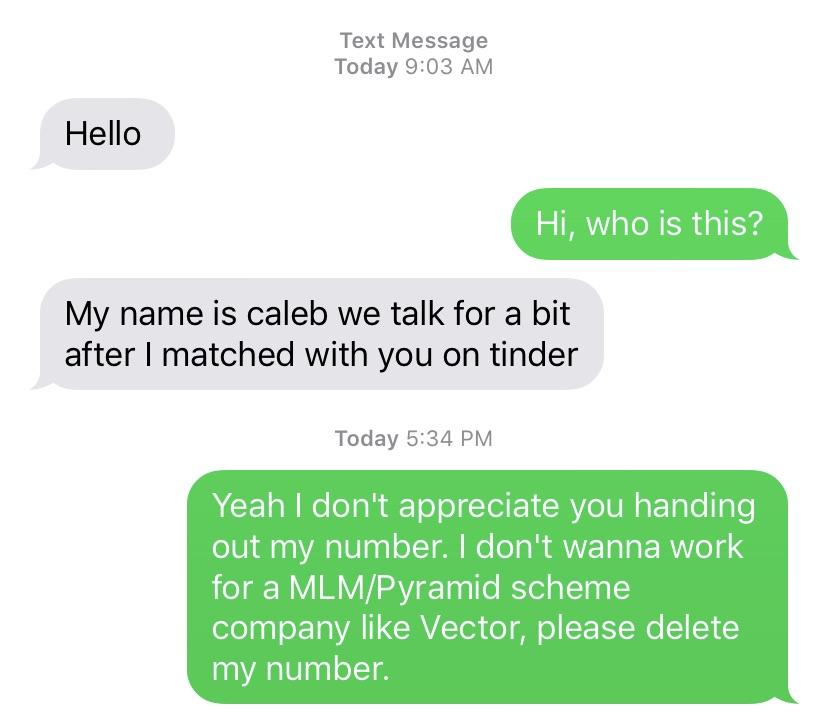 Text Message
Today 9:03 AM
Hello
Hi, who is this?
My name is caleb we talk for a bit
after I matched with you on tinder
Today 5:34 PM
Yeah I don't appreciate you handing
out my number. I don't wanna work
for a MLM/Pyramid scheme
company like Vector, please delete
my number.